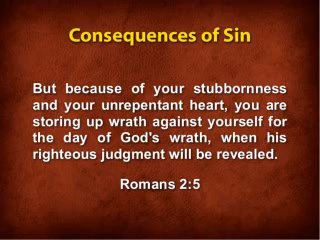 Consequences of Sin
But because of your stubbornness
and your unrepentant heart, you are
storing up wrath against yourself for
the day of God's wrath, when his
righteous judgment will be revealed.
Romans 2:5